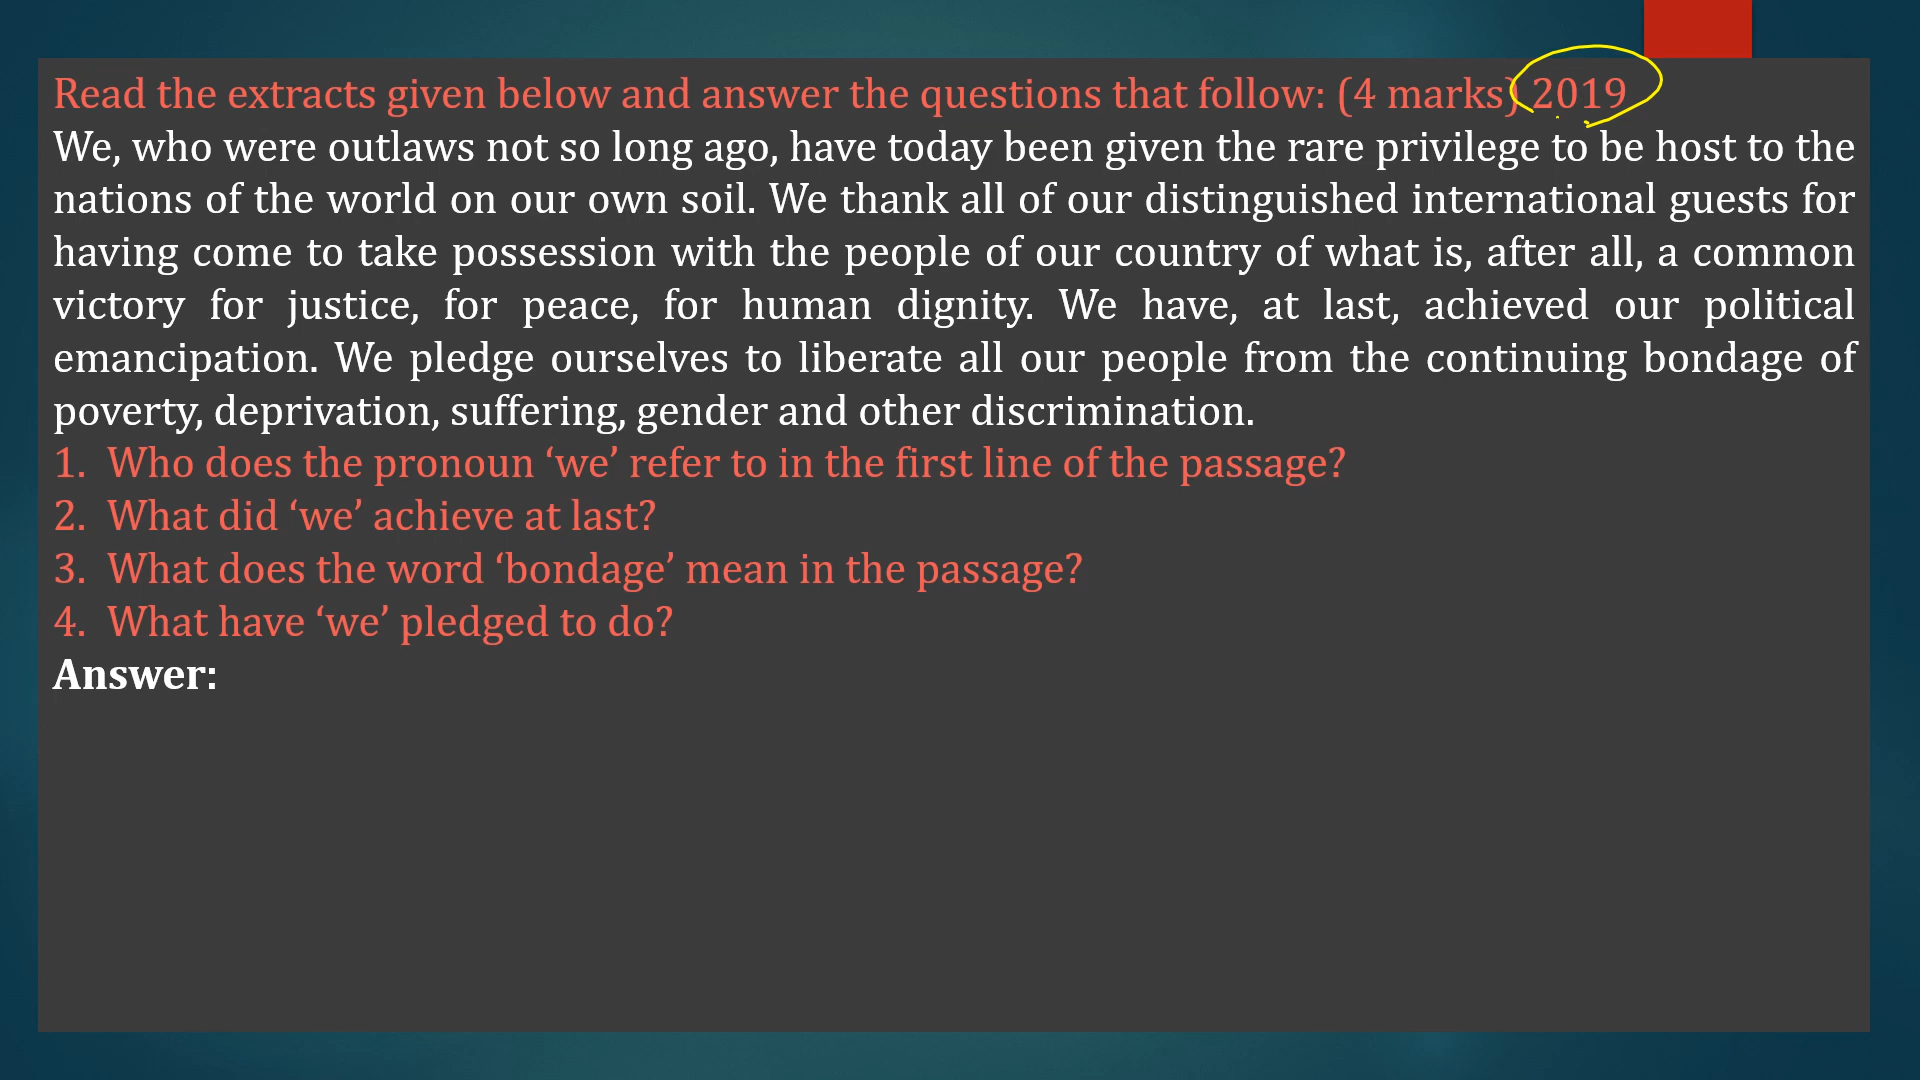 Read the extracts given below and answer the questions that follow: (4 marks) 2019
We, who were outlaws not so long ago, have today been given the rare privilege to be host to the
nations of the world on our own soil. We thank all of our distinguished international guests for
having come to take possession with the people of our country of what is, after all, a common
victory for justice, for peace, for human dignity. We have, at last, achieved our political
emancipation. We pledge ourselves to liberate all our people from the continuing bondage of
poverty, deprivation, suffering, gender and other discrimination.
1. Who does the pronoun ‘we’ refer to in the first line of the passage?
2. What did ‘we’ achieve at last?
3. What does the word ‘bondage’ mean in the passage?
4. What have ‘we’ pledged to do?
Answer: